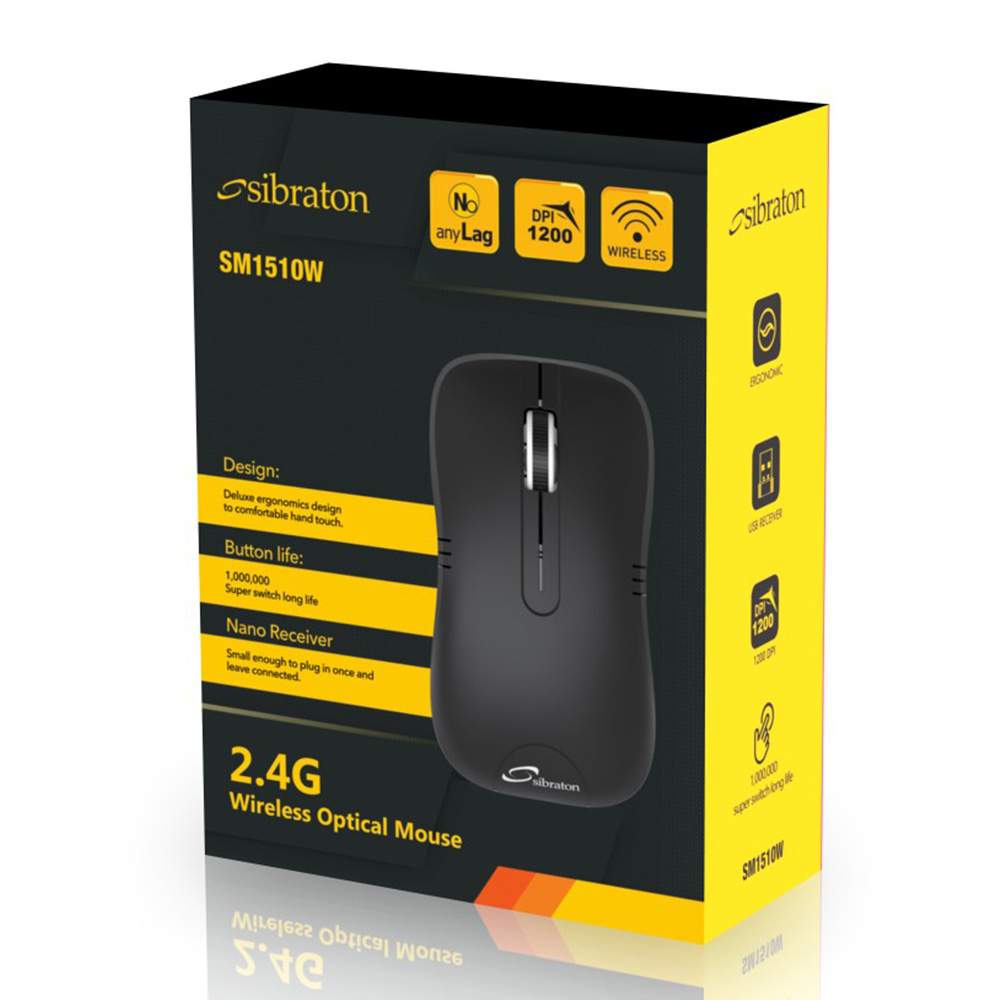 sibraton
SM1510W
No
anyLag
DPI
1200
WIRELESS
Design:
Deluxe ergonomics design
to comfortable hand touch.
Button life:
1,000,000
Super switch long life
Nano Receiver
Small enough to plug in once and
leave connected.
2.4G
Wireless Optical Mouse
sibraton
sibraton
ERGONOMIC
USB RECEIVER
DPI
1200
1200 DPI
1,000,000
super switch long life
SM1510W
Wireless Optical Mouse
2.4G
SM1510W